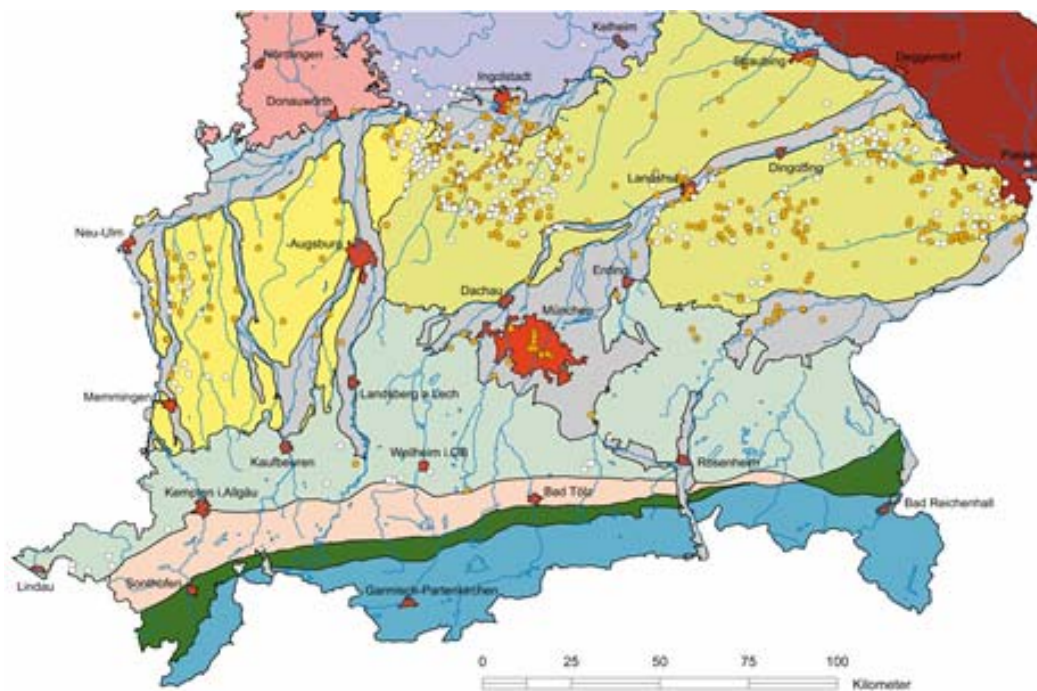 Kelheim
Nördlingen
Straubing
Deggendorf
Ingolstadt
Donauwörth
Passau
Dingolfing
Landshut
Neu-Ulm
Augsburg
Erding
Dachau
München
Memmingen
Landsberg a.Lech
Kaufbeuren
Weilheim i.OB
Rosenheim
Kempten i.Allgäu
Bad Tölz
Bad Reichenhall
Lindau
Sonthofen
Garmisch-Partenkirchen
0 25 50 75 100
Kilometer